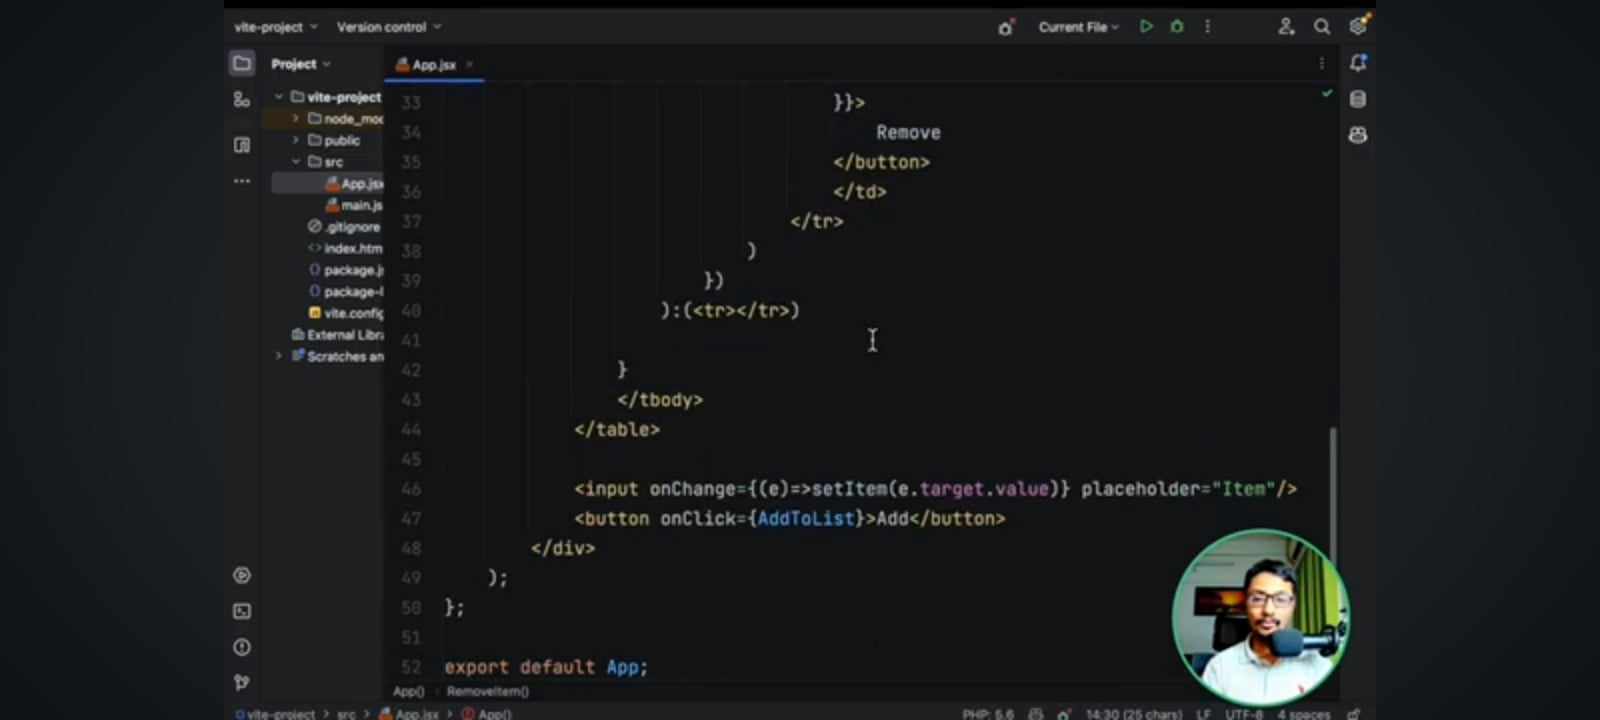 vite-project
Version control
Current File
Project
App.jsx
vite-project
node_moc
public
src
App.jsx
main.js
.gitignore
index.htm
package.j
package-l
vite.config
External Libra
Scratches an
33 }}>
34 Remove
35 </button>
36 </td>
37 </tr>
38 )
39 })
40 ):(<tr></tr>)
41
42 }
43 </tbody>
44 </table>
45
46 <input onChange={(e)=>setItem(e.target.value)} placeholder="Item"/>
47 <button onClick={AddToList}>Add</button>
48 </div>
49 );
50 };
51
52 export default App;
App() RemoveItem()
vite-project > src > App.jsx > App()
PHP: 5.6 14:30 (25 chars) LF UTF-8 4 spaces